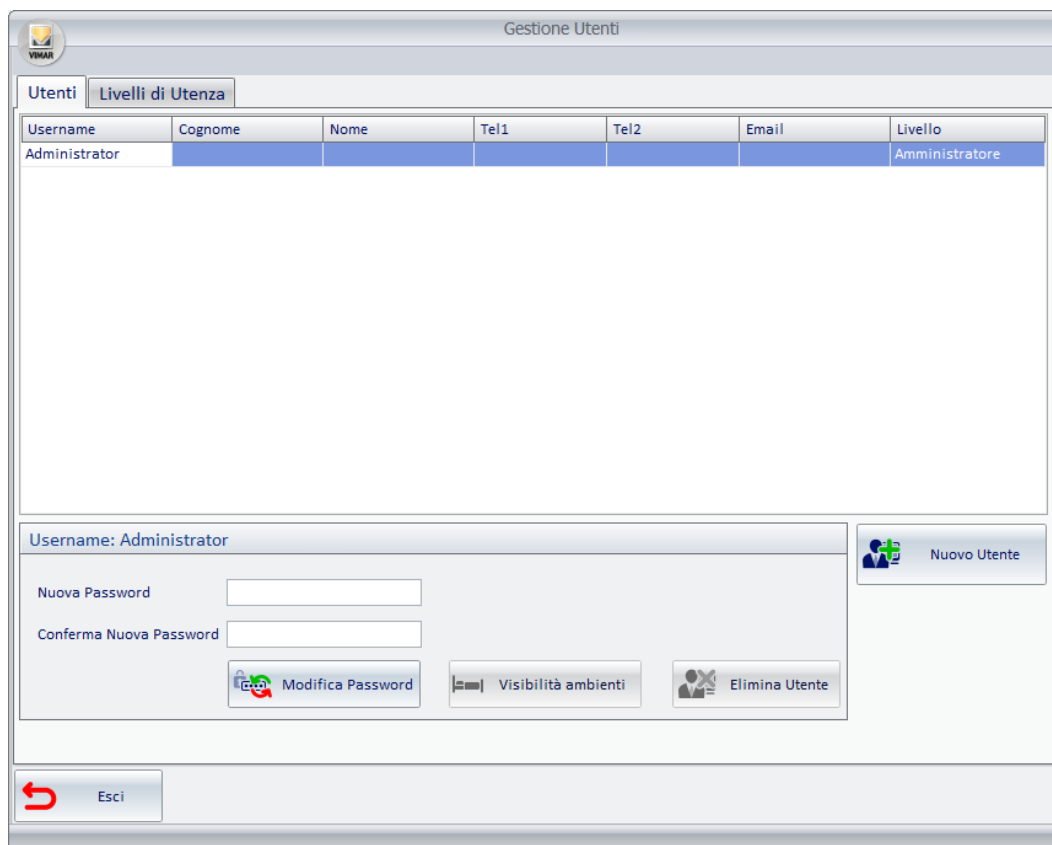 Gestione Utenti
VIMAR
Utenti Livelli di Utenza
Username Cognome Nome Tel1 Tel2 Email Livello
Administrator Amministratore
Username: Administrator
Nuovo Utente
Nuova Password
Conferma Nuova Password
Modifica Password Visibilità ambienti Elimina Utente
Esci